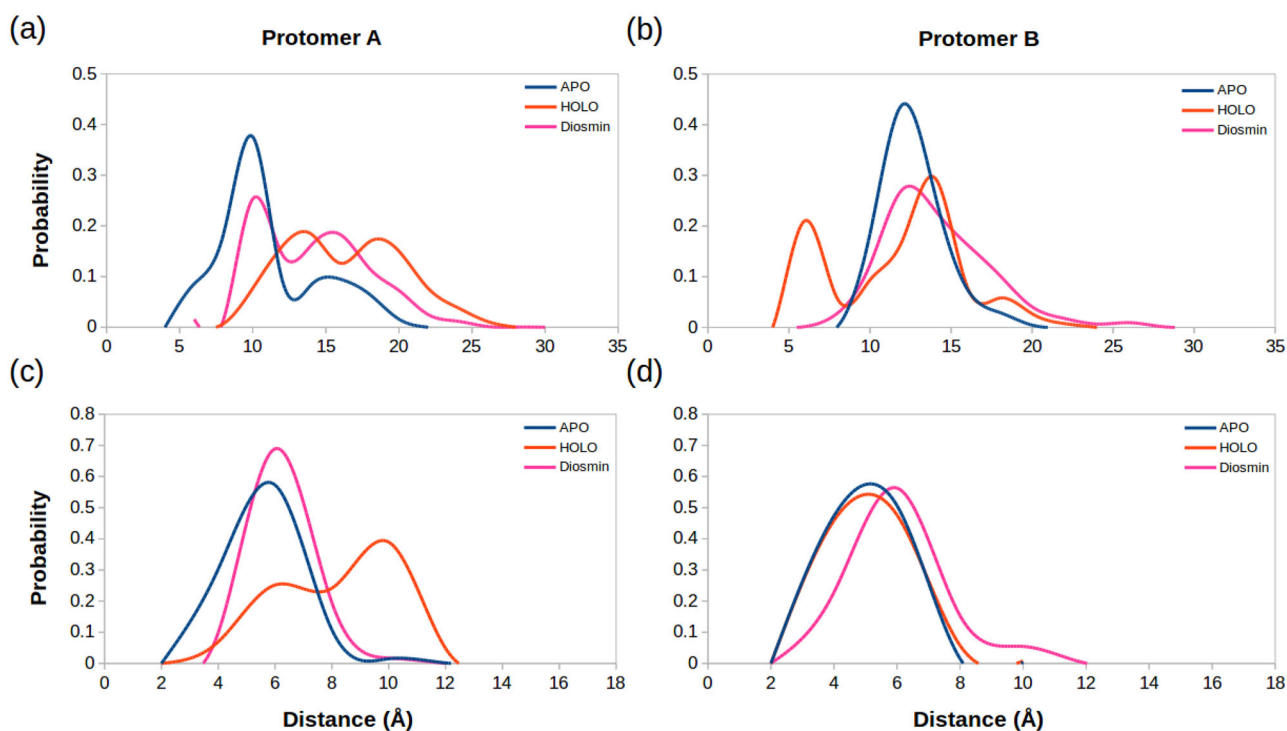 (a)
Protomer A
(b)
Protomer B
0.5
0.4
0.3
0.2
0.1
0
Probability
APO
HOLO
Diosmin
0 5 10 15 20 25 30 35
0.5
0.4
0.3
0.2
0.1
0
APO
HOLO
Diosmin
0 5 10 15 20 25 30 35
(c)
(d)
0.8
0.7
0.6
0.5
0.4
0.3
0.2
0.1
0
Probability
APO
HOLO
Diosmin
0 2 4 6 8 10 12 14 16 18
Distance (Å)
0.8
0.7
0.6
0.5
0.4
0.3
0.2
0.1
0
APO
HOLO
Diosmin
0 2 4 6 8 10 12 14 16 18
Distance (Å)